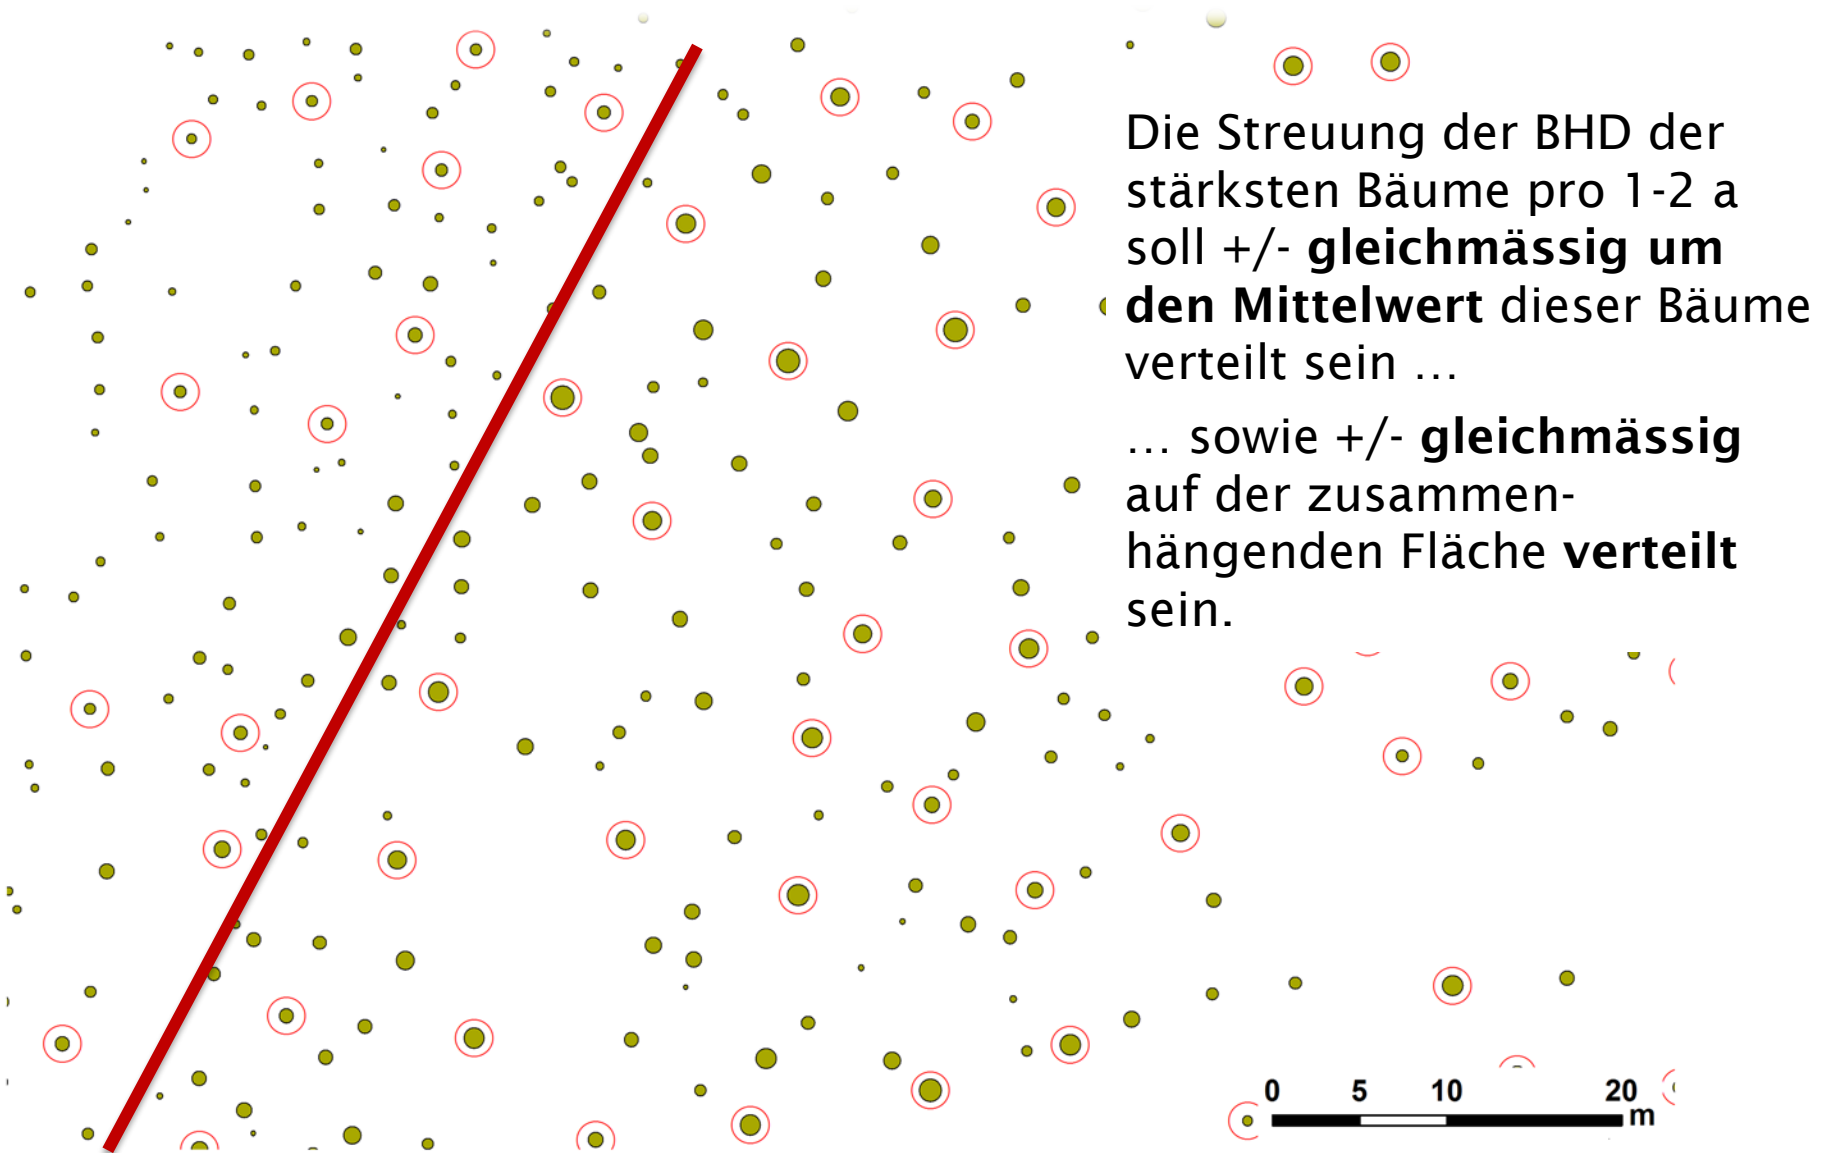 Die Streuung der BHD der
stärksten Bäume pro 1-2 a
soll +/- gleichmässig um
den Mittelwert dieser Bäume
verteilt sein …
… sowie +/- gleichmässig
auf der zusammen-
hängenden Fläche verteilt
sein.
0 5 10 20
m